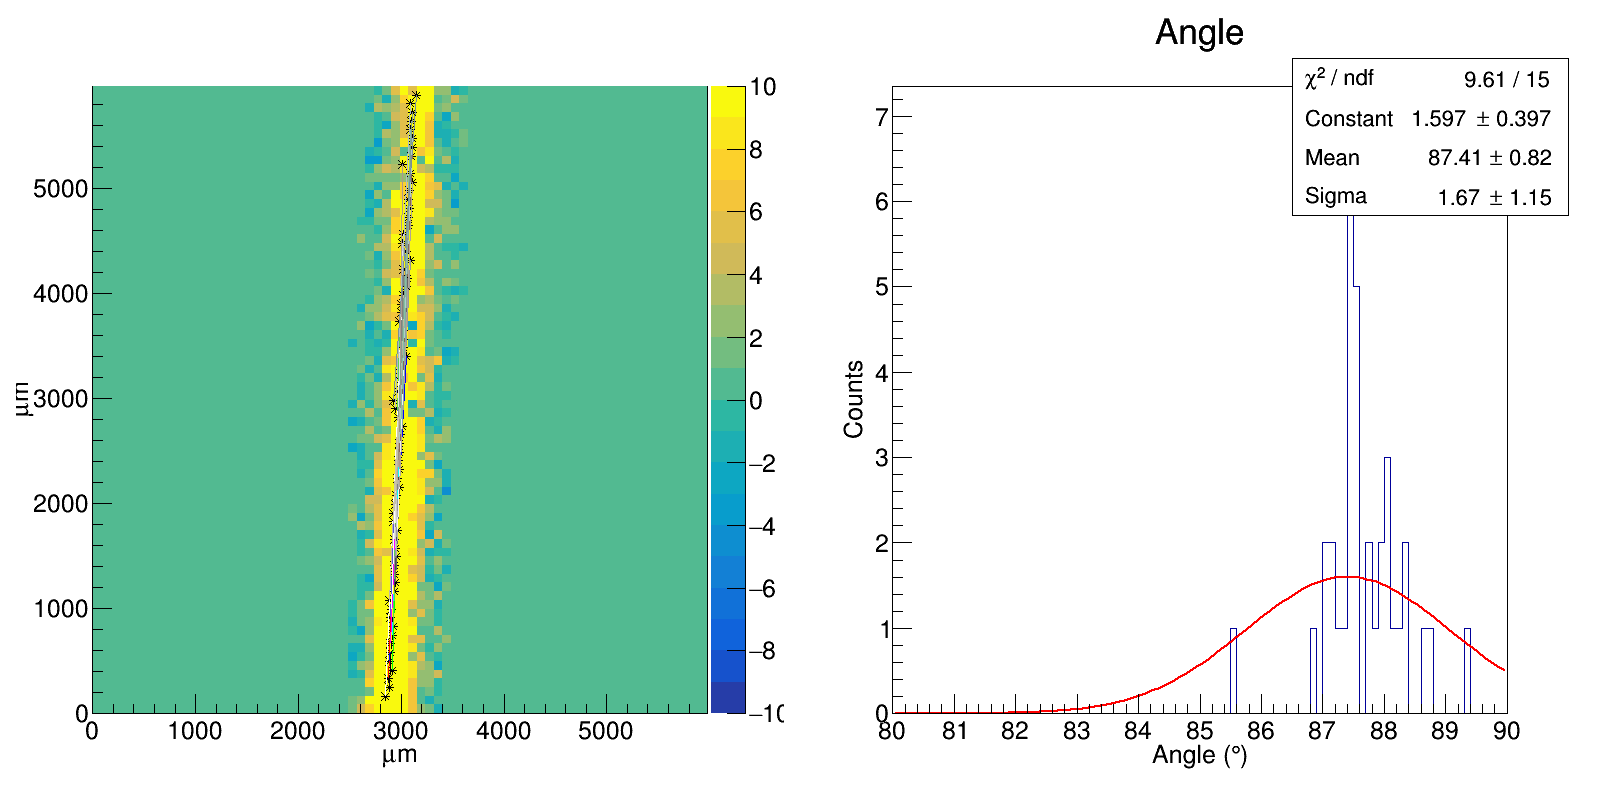 Angle
χ² / ndf 9.61 / 15
Constant 1.597 ± 0.397
Mean 87.41 ± 0.82
Sigma 1.67 ± 1.15
μm
5000
4000
3000
2000
1000
0
0 1000 2000 3000 4000 5000
μm
10
8
6
4
2
0
−2
−4
−6
−8
−10
Counts
7
6
5
4
3
2
1
0
80 81 82 83 84 85 86 87 88 89 90
Angle (°)